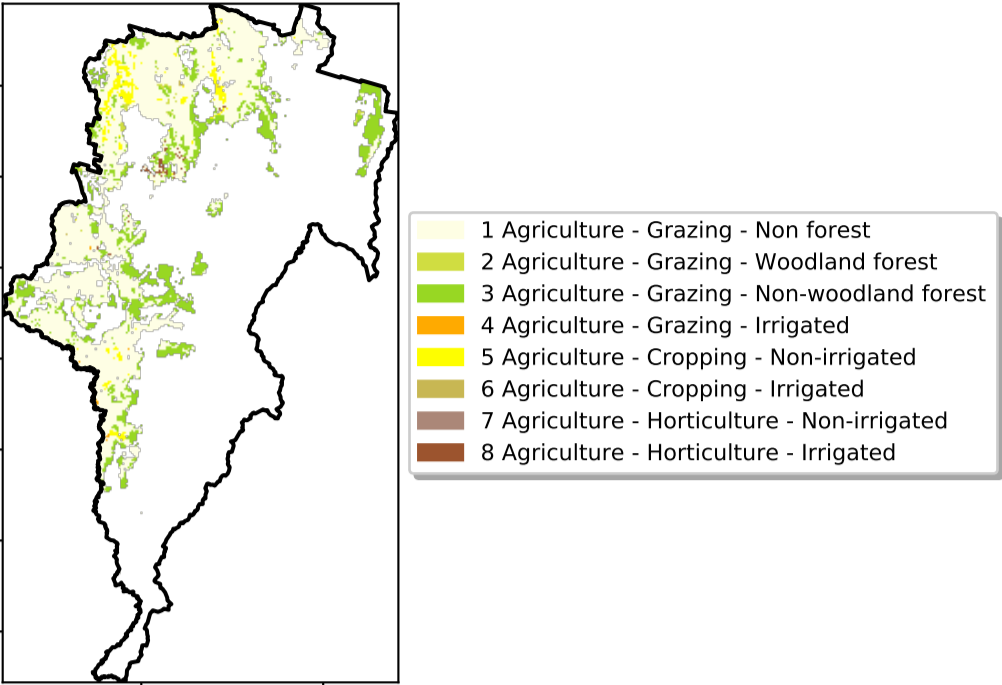 1 Agriculture - Grazing - Non forest
2 Agriculture - Grazing - Woodland forest
3 Agriculture - Grazing - Non-woodland forest
4 Agriculture - Grazing - Irrigated
5 Agriculture - Cropping - Non-irrigated
6 Agriculture - Cropping - Irrigated
7 Agriculture - Horticulture - Non-irrigated
8 Agriculture - Horticulture - Irrigated